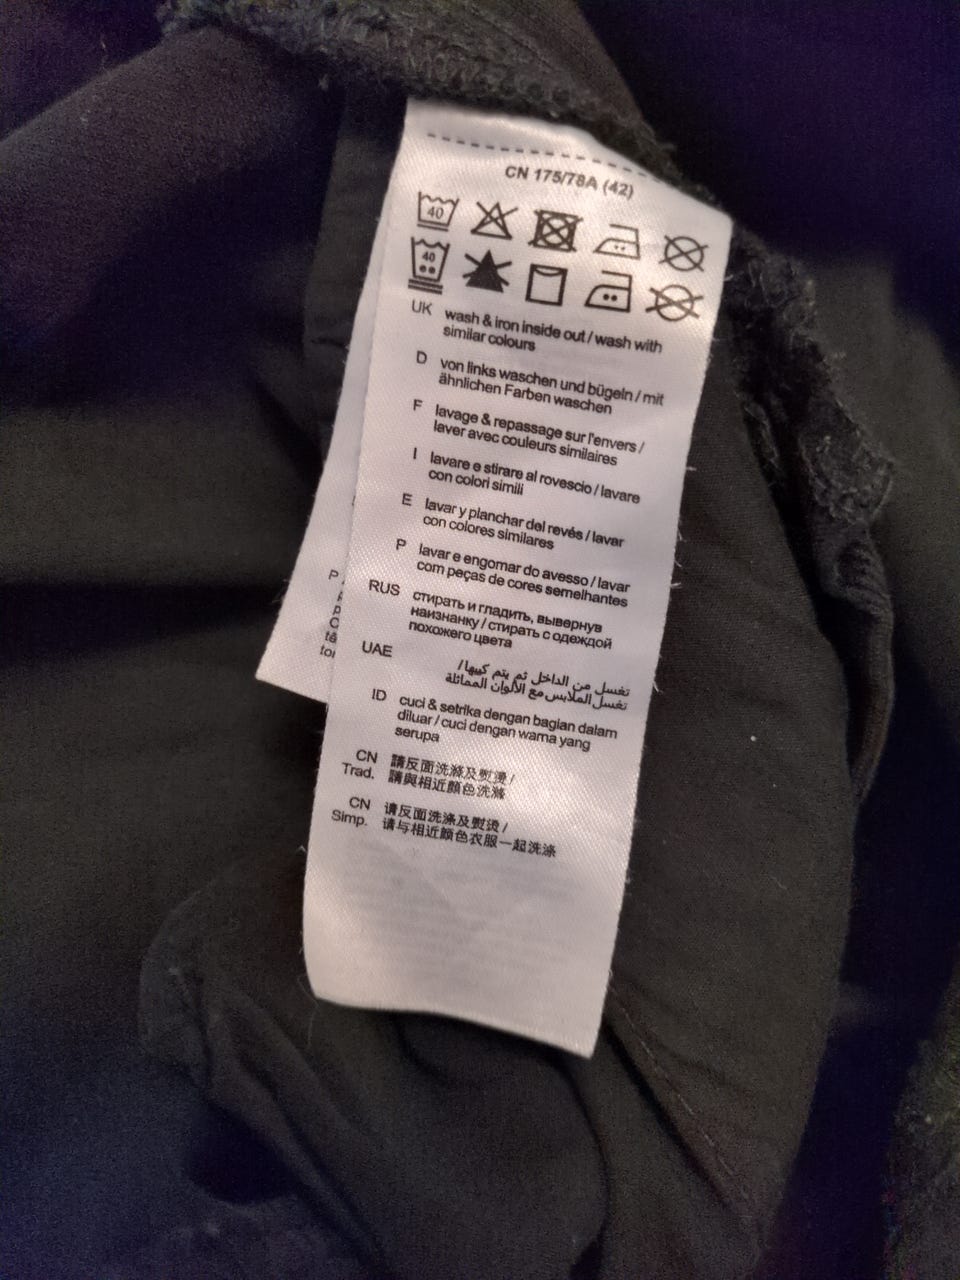 CN 175/78A (42)
40
40
UK wash & iron inside out / wash with
similar colours
D von links waschen und bügeln / mit
ähnlichen Farben waschen
F lavage & repassage sur l'envers /
laver avec couleurs similaires
I lavare e stirare al rovescio / lavare
con colori simili
E lavar y planchar del revés / lavar
con colores similares
P lavar e engomar do avesso / lavar
com peças de cores semelhantes
RUS стирать и гладить, вывернув
наизнанку / стирать с одеждой
похожего цвета
UAE تغسل من الداخل ثم يتم كييها/
تغسل الملابس مع الألوان المماثلة
ID cuci & setrika dengan bagian dalam
diluar / cuci dengan warna yang
serupa
CN 請反面洗滌及熨燙 /
Trad. 請與相近顏色洗滌
CN 请反面洗涤及熨烫 /
Simp. 请与相近颜色衣服一起洗涤
P